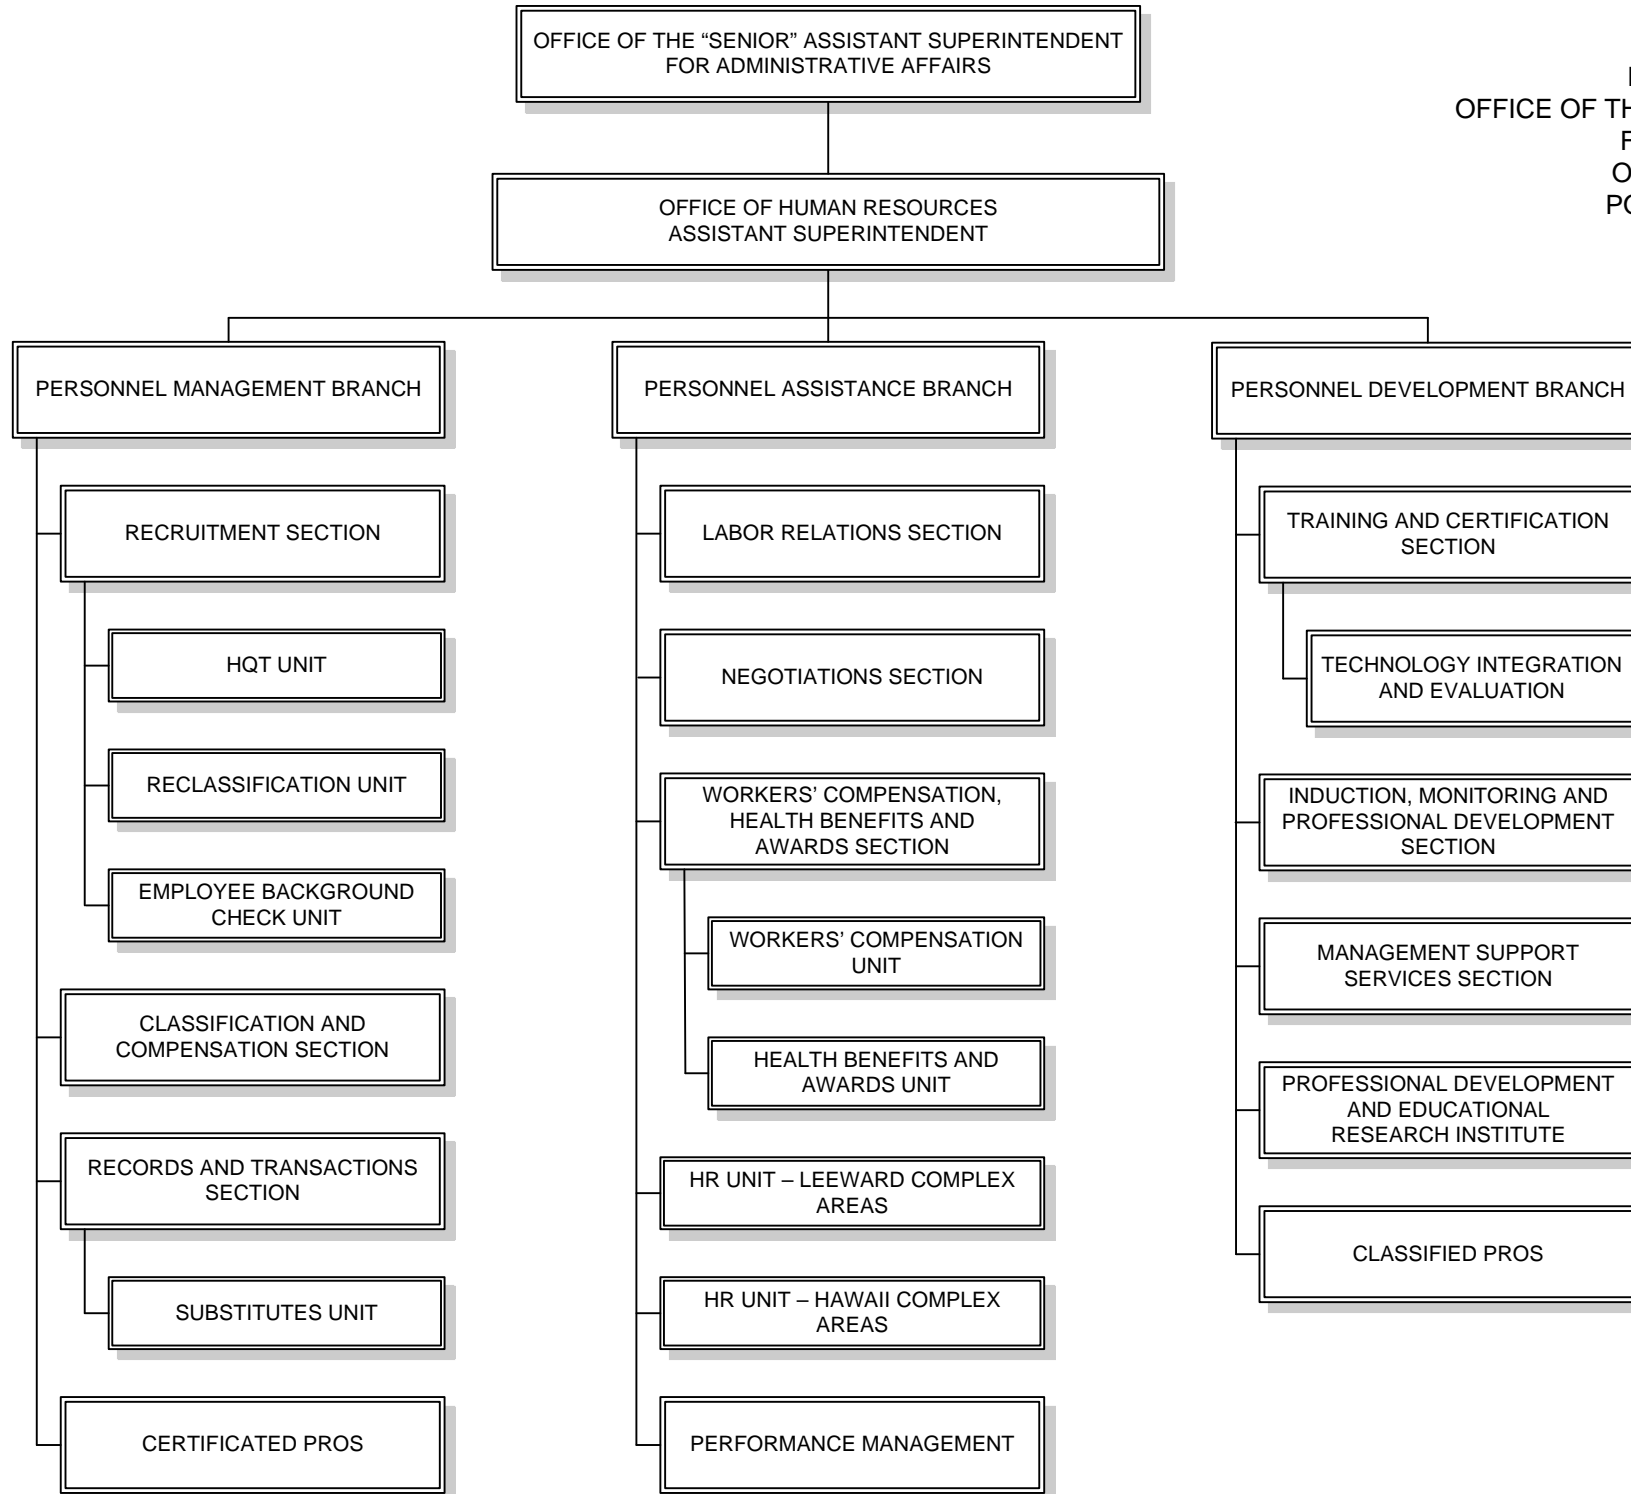 OFFICE OF THE “SENIOR” ASSISTANT SUPERINTENDENT
FOR ADMINISTRATIVE AFFAIRS
OFFICE OF
OFFICE OF HUMAN RESOURCES
ASSISTANT SUPERINTENDENT
PERSONNEL MANAGEMENT BRANCH
RECRUITMENT SECTION
HQT UNIT
RECLASSIFICATION UNIT
EMPLOYEE BACKGROUND
CHECK UNIT
CLASSIFICATION AND
COMPENSATION SECTION
RECORDS AND TRANSACTIONS
SECTION
SUBSTITUTES UNIT
CERTIFICATED PROS
PERSONNEL ASSISTANCE BRANCH
LABOR RELATIONS SECTION
NEGOTIATIONS SECTION
WORKERS’ COMPENSATION,
HEALTH BENEFITS AND
AWARDS SECTION
WORKERS’ COMPENSATION
UNIT
HEALTH BENEFITS AND
AWARDS UNIT
HR UNIT – LEEWARD COMPLEX
AREAS
HR UNIT – HAWAII COMPLEX
AREAS
PERFORMANCE MANAGEMENT
PERSONNEL DEVELOPMENT BRANCH
TRAINING AND CERTIFICATION
SECTION
TECHNOLOGY INTEGRATION
AND EVALUATION
INDUCTION, MONITORING AND
PROFESSIONAL DEVELOPMENT
SECTION
MANAGEMENT SUPPORT
SERVICES SECTION
PROFESSIONAL DEVELOPMENT
AND EDUCATIONAL
RESEARCH INSTITUTE
CLASSIFIED PROS